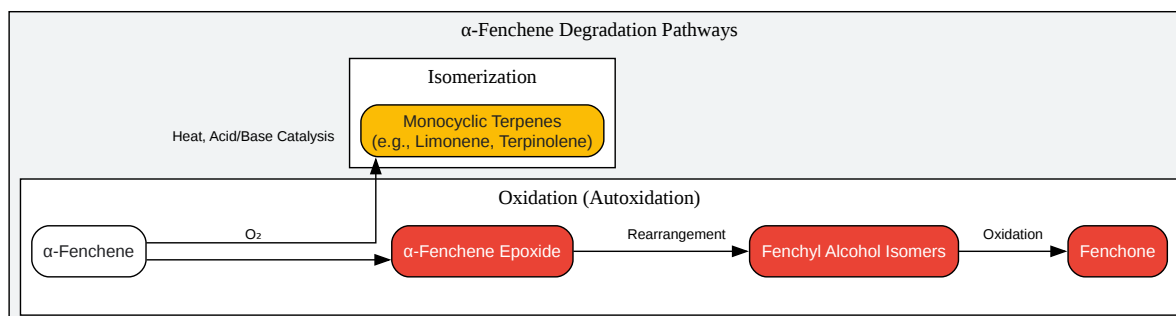 α-Fenchene Degradation Pathways
Isomerization
Monocyclic Terpenes
(e.g., Limonene, Terpinolene)
Heat, Acid/Base Catalysis
Oxidation (Autoxidation)
α-Fenchene
O₂
α-Fenchene Epoxide
Rearrangement
Fenchyl Alcohol Isomers
Oxidation
Fenchone